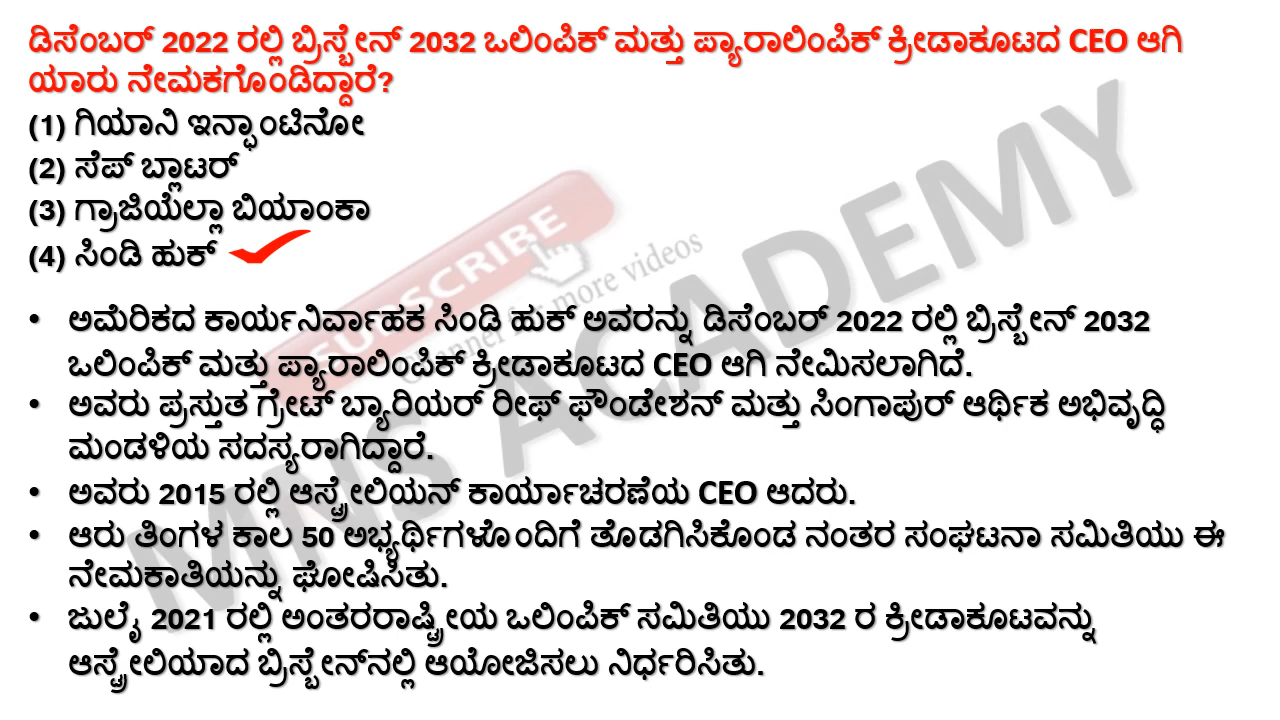 ಡಿಸೆಂಬರ್ 2022 ರಲ್ಲಿ ಬ್ರಿಸ್ಬೇನ್ 2032 ಒಲಿಂಪಿಕ್ ಮತ್ತು ಪ್ಯಾರಾಲಿಂಪಿಕ್ ಕ್ರೀಡಾಕೂಟದ CEO ಆಗಿ
ಯಾರು ನೇಮಕಗೊಂಡಿದ್ದಾರೆ?
(1) ಗಿಯಾನಿ ಇನ್ಫಾಂಟಿನೋ
(2) ಸೆಪ್ ಬ್ಲಾಟರ್
(3) ಗ್ರಾಜಿಯೆಲ್ಲಾ ಬಿಯಾಂಕಾ
(4) ಸಿಂಡಿ ಹುಕ್
• ಅಮೆರಿಕದ ಕಾರ್ಯನಿರ್ವಾಹಕ ಸಿಂಡಿ ಹುಕ್ ಅವರನ್ನು ಡಿಸೆಂಬರ್ 2022 ರಲ್ಲಿ ಬ್ರಿಸ್ಬೇನ್ 2032
ಒಲಿಂಪಿಕ್ ಮತ್ತು ಪ್ಯಾರಾಲಿಂಪಿಕ್ ಕ್ರೀಡಾಕೂಟದ CEO ಆಗಿ ನೇಮಿಸಲಾಗಿದೆ.
• ಅವರು ಪ್ರಸ್ತುತ ಗ್ರೇಟ್ ಬ್ಯಾರಿಯರ್ ರೀಫ್ ಫೌಂಡೇಶನ್ ಮತ್ತು ಸಿಂಗಾಪುರ್ ಆರ್ಥಿಕ ಅಭಿವೃದ್ಧಿ
ಮಂಡಳಿಯ ಸದಸ್ಯರಾಗಿದ್ದಾರೆ.
• ಅವರು 2015 ರಲ್ಲಿ ಆಸ್ಟ್ರೇಲಿಯನ್ ಕಾರ್ಯಾಚರಣೆಯ CEO ಆದರು.
• ಆರು ತಿಂಗಳ ಕಾಲ 50 ಅಭ್ಯರ್ಥಿಗಳೊಂದಿಗೆ ತೊಡಗಿಸಿಕೊಂಡ ನಂತರ ಸಂಘಟನಾ ಸಮಿತಿಯು ಈ
ನೇಮಕಾತಿಯನ್ನು ಘೋಷಿಸಿತು.
• ಜುಲೈ 2021 ರಲ್ಲಿ ಅಂತರರಾಷ್ಟ್ರೀಯ ಒಲಿಂಪಿಕ್ ಸಮಿತಿಯು 2032 ರ ಕ್ರೀಡಾಕೂಟವನ್ನು
ಆಸ್ಟ್ರೇಲಿಯಾದ ಬ್ರಿಸ್ಬೇನ್‌ನಲ್ಲಿ ಆಯೋಜಿಸಲು ನಿರ್ಧರಿಸಿತು.
MNS ACADEMY
SUBSCRIBE
Channel for more videos